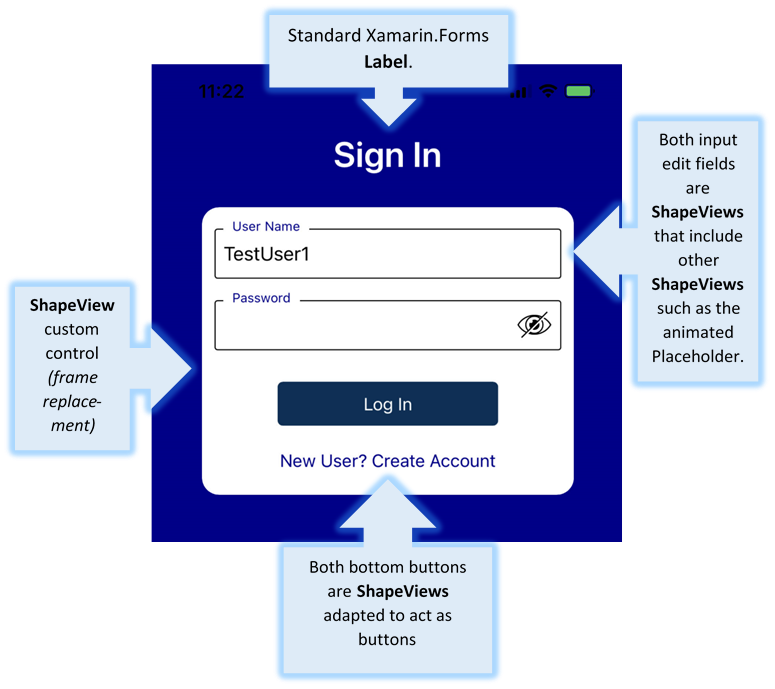 Standard Xamarin.Forms
Label.
11:22
Sign In
Both input
edit fields
are
ShapeViews
that include
other
ShapeViews
such as the
animated
Placeholder.
User Name
TestUser1
ShapeView
custom
control
(frame
replace-
ment)
Password
Log In
New User? Create Account
Both bottom buttons
are ShapeViews
adapted to act as
buttons